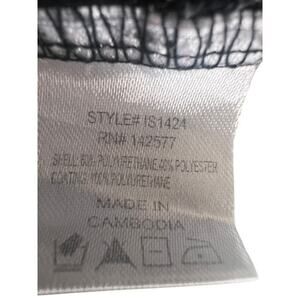 STYLE# IS1424
RN# 142577
SHELL: 60% POLYURETHANE 40% POLYESTER
COATING: 100% POLYURETHANE
MADE IN
CAMBODIA